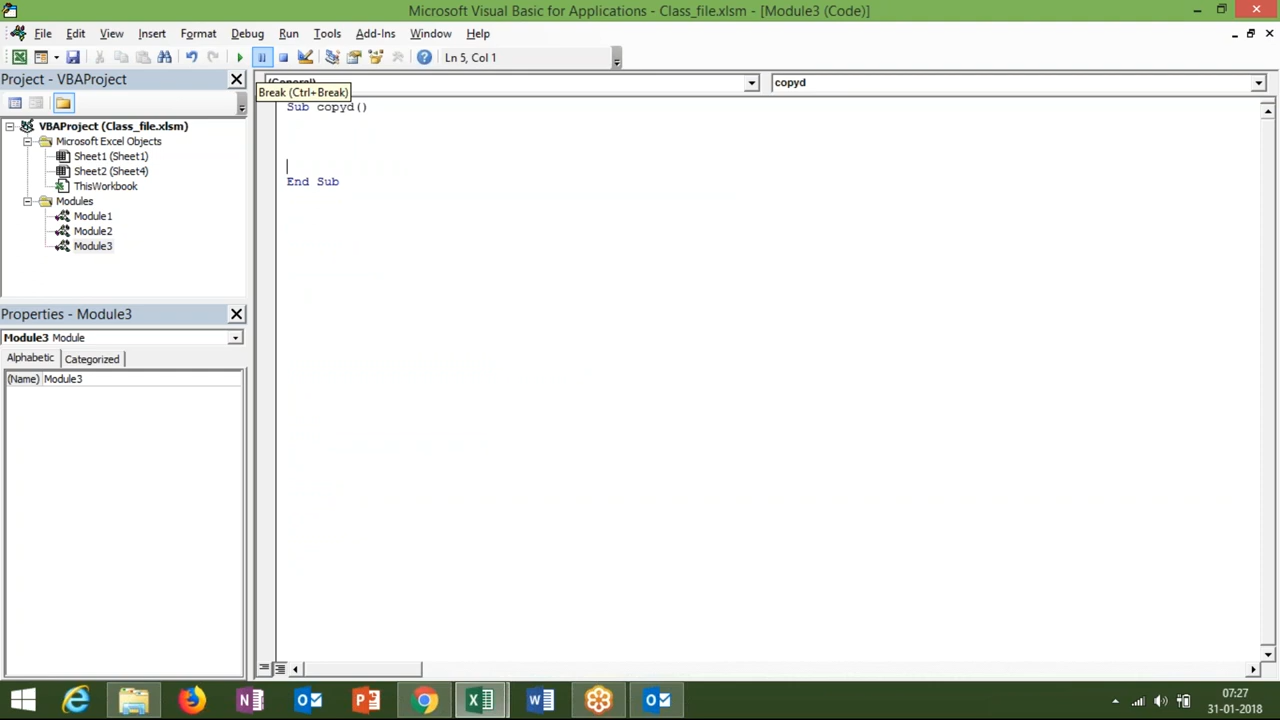 Microsoft Visual Basic for Applications - Class_file.xlsm - [Module3 (Code)]
File Edit View Insert Format Debug Run Tools Add-Ins Window Help
Ln 5, Col 1
Project - VBAProject
copyd
Break (Ctrl+Break)
VBAProject (Class_file.xlsm)
Microsoft Excel Objects
Sheet1 (Sheet1)
Sheet2 (Sheet4)
ThisWorkbook
Modules
Module1
Module2
Module3
Sub copyd()
End Sub
Properties - Module3
Module3 Module
Alphabetic Categorized
(Name) Module3
07:27
31-01-2018